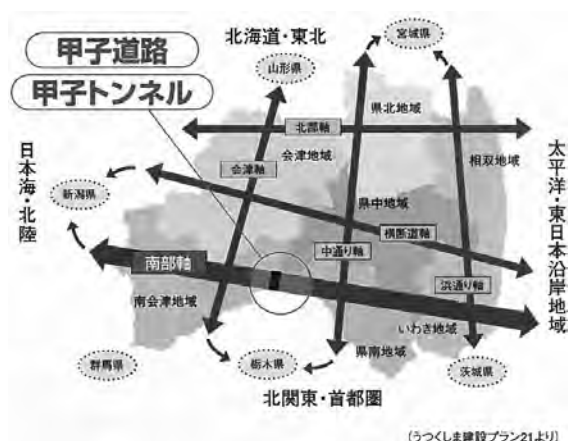 甲子道路
甲子トンネル
北海道・東北
宮城県
山形県
県北地域
北部軸
会津軸
会津地域
相双地域
日本海・北陸
新潟県
県中地域
横断道軸
太平洋・東日本沿岸地域
南部軸
中通り軸
浜通り軸
南会津地域
いわき地域
県南地域
群馬県
栃木県
茨城県
北関東・首都圏
(うつくしま建設プラン21より)